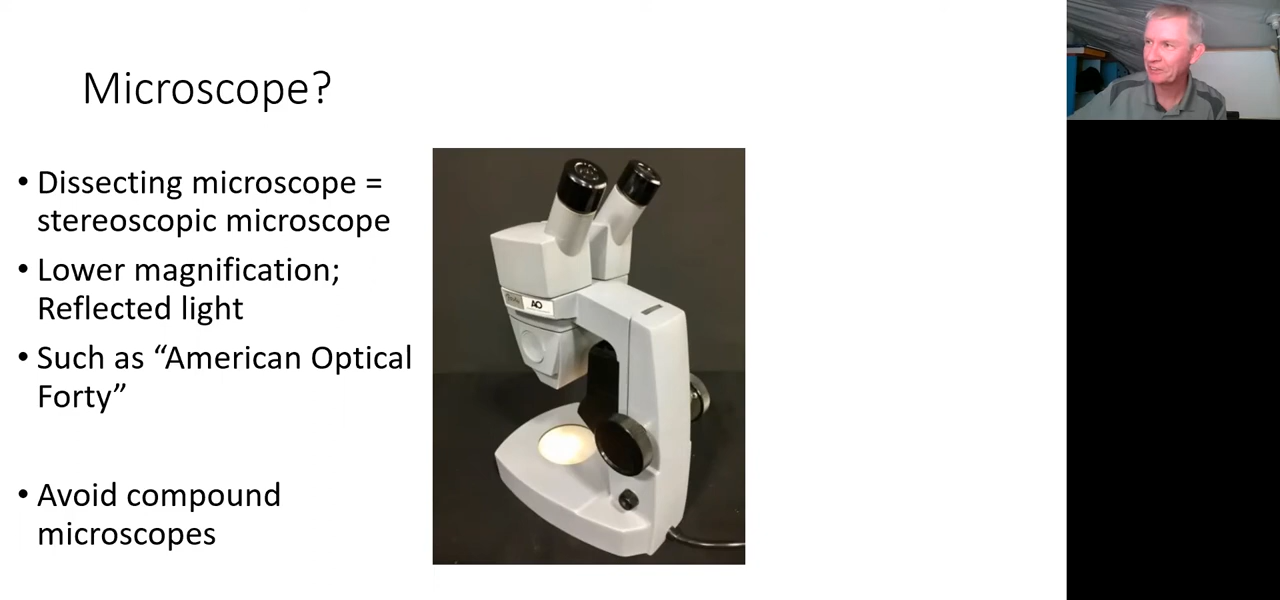 Microscope?
• Dissecting microscope =
stereoscopic microscope
• Lower magnification;
Reflected light
• Such as “American Optical
Forty”
• Avoid compound
microscopes
AO